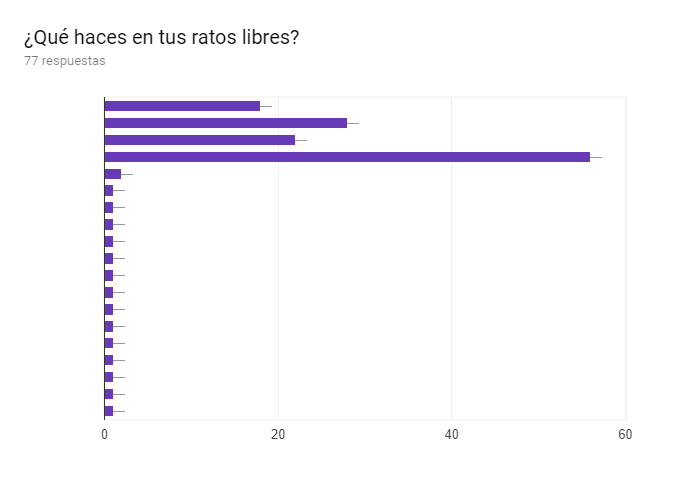 ¿Qué haces en tus ratos libres?
77 respuestas
0 20 40 60